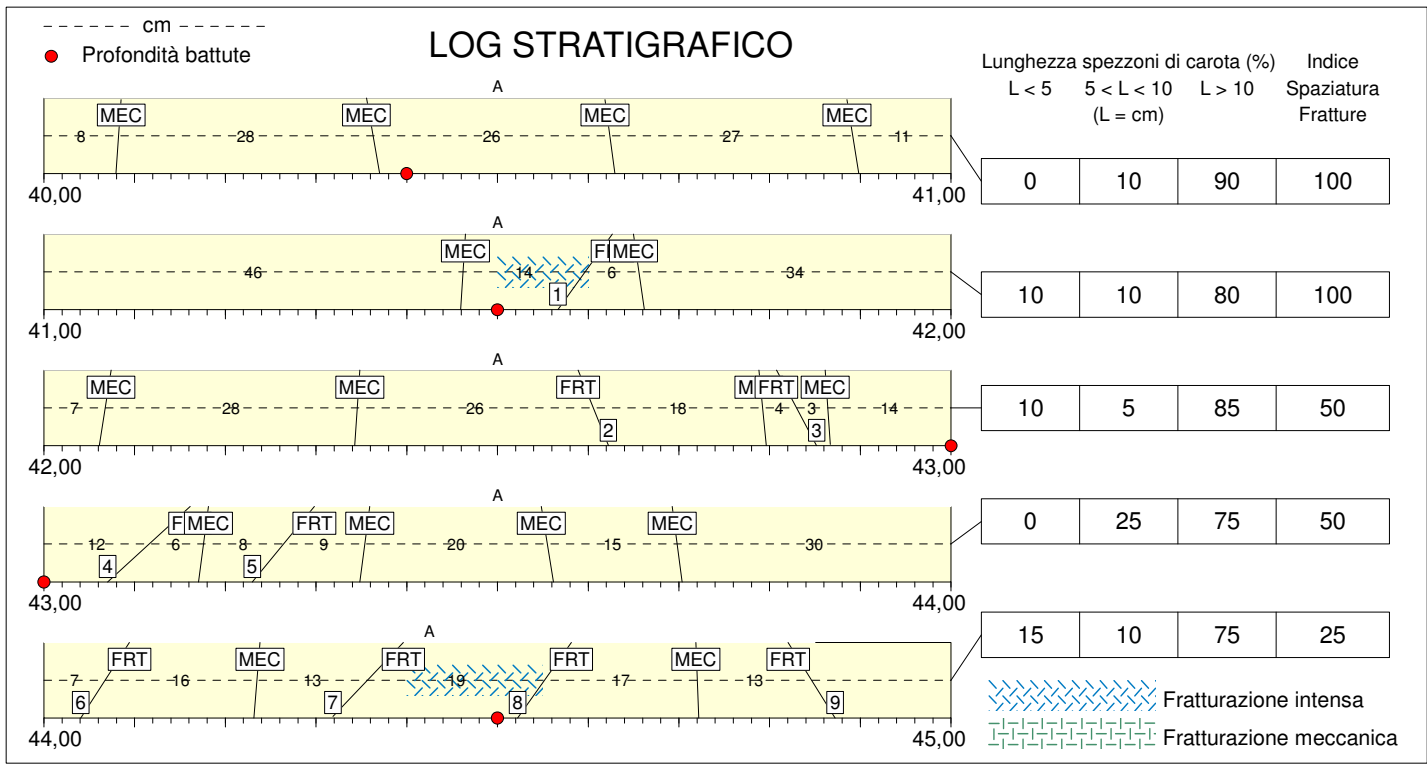 cm
Profondità battute
LOG STRATIGRAFICO
Lunghezza spezzoni di carota (%) Indice
L < 5 5 < L < 10 L > 10 Spaziatura
(L = cm) Fratture
A
MEC MEC MEC MEC
8 28 26 27 11
40,00 41,00
0 10 90 100
A
MEC FI MEC
46 14 6 34
1
41,00 42,00
10 10 80 100
A
MEC MEC FRT M FRT MEC
7 28 26 18 4 3 14
2 3
42,00 43,00
10 5 85 50
A
F MEC FRT MEC MEC MEC
12 6 8 9 20 15 30
4 5
43,00 44,00
0 25 75 50
A
FRT MEC FRT FRT MEC FRT
7 16 13 19 17 13
6 7 8 9
44,00 45,00
15 10 75 25
Fratturazione intensa
Fratturazione meccanica